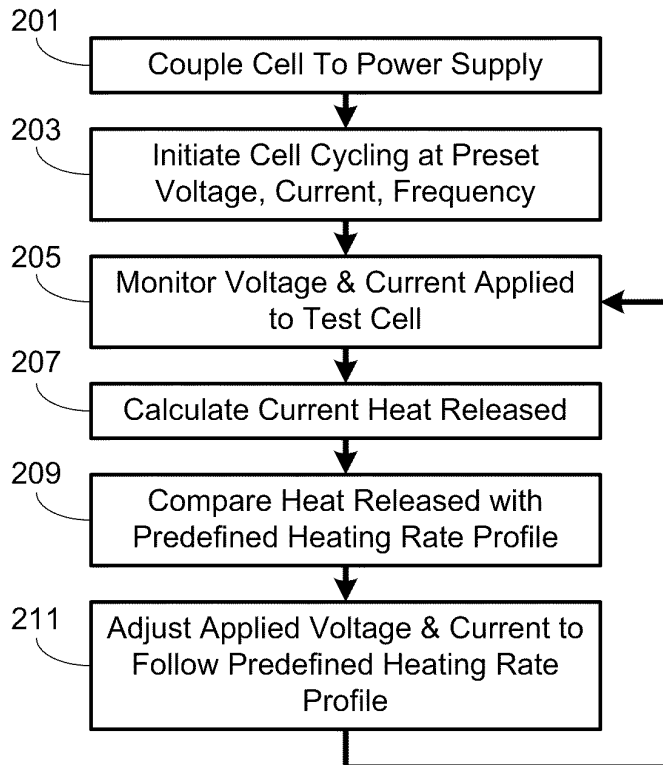 201
Couple Cell To Power Supply
203
Initiate Cell Cycling at Preset
Voltage, Current, Frequency
205
Monitor Voltage & Current Applied
to Test Cell
207
Calculate Current Heat Released
209
Compare Heat Released with
Predefined Heating Rate Profile
211
Adjust Applied Voltage & Current to
Follow Predefined Heating Rate
Profile